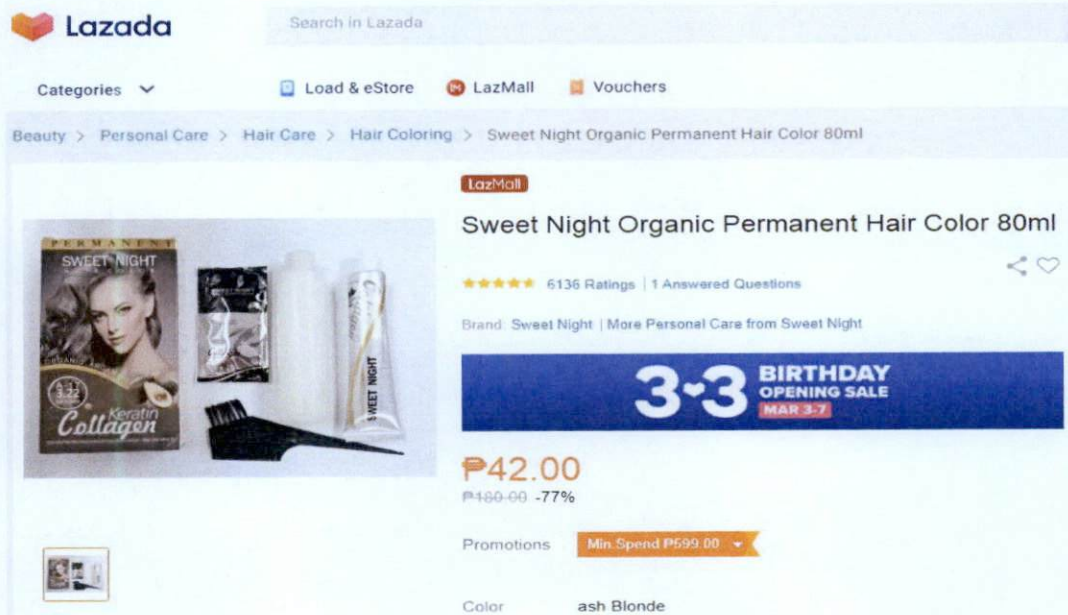 Lazada
Search in Lazada
Categories
Load & eStore
LazMall
Vouchers
Beauty > Personal Care > Hair Care > Hair Coloring > Sweet Night Organic Permanent Hair Color 80ml
LazMall
Sweet Night Organic Permanent Hair Color 80ml
6136 Ratings | 1 Answered Questions
Brand: Sweet Night | More Personal Care from Sweet Night
3 3 BIRTHDAY
OPENING SALE
MAR 3-7
₱42.00
₱180.00 -77%
Promotions Min.Spend ₱599.00
Color ash Blonde
PERMANENT
SWEET NIGHT
3.22
Keratin
Collagen
SWEET NIGHT